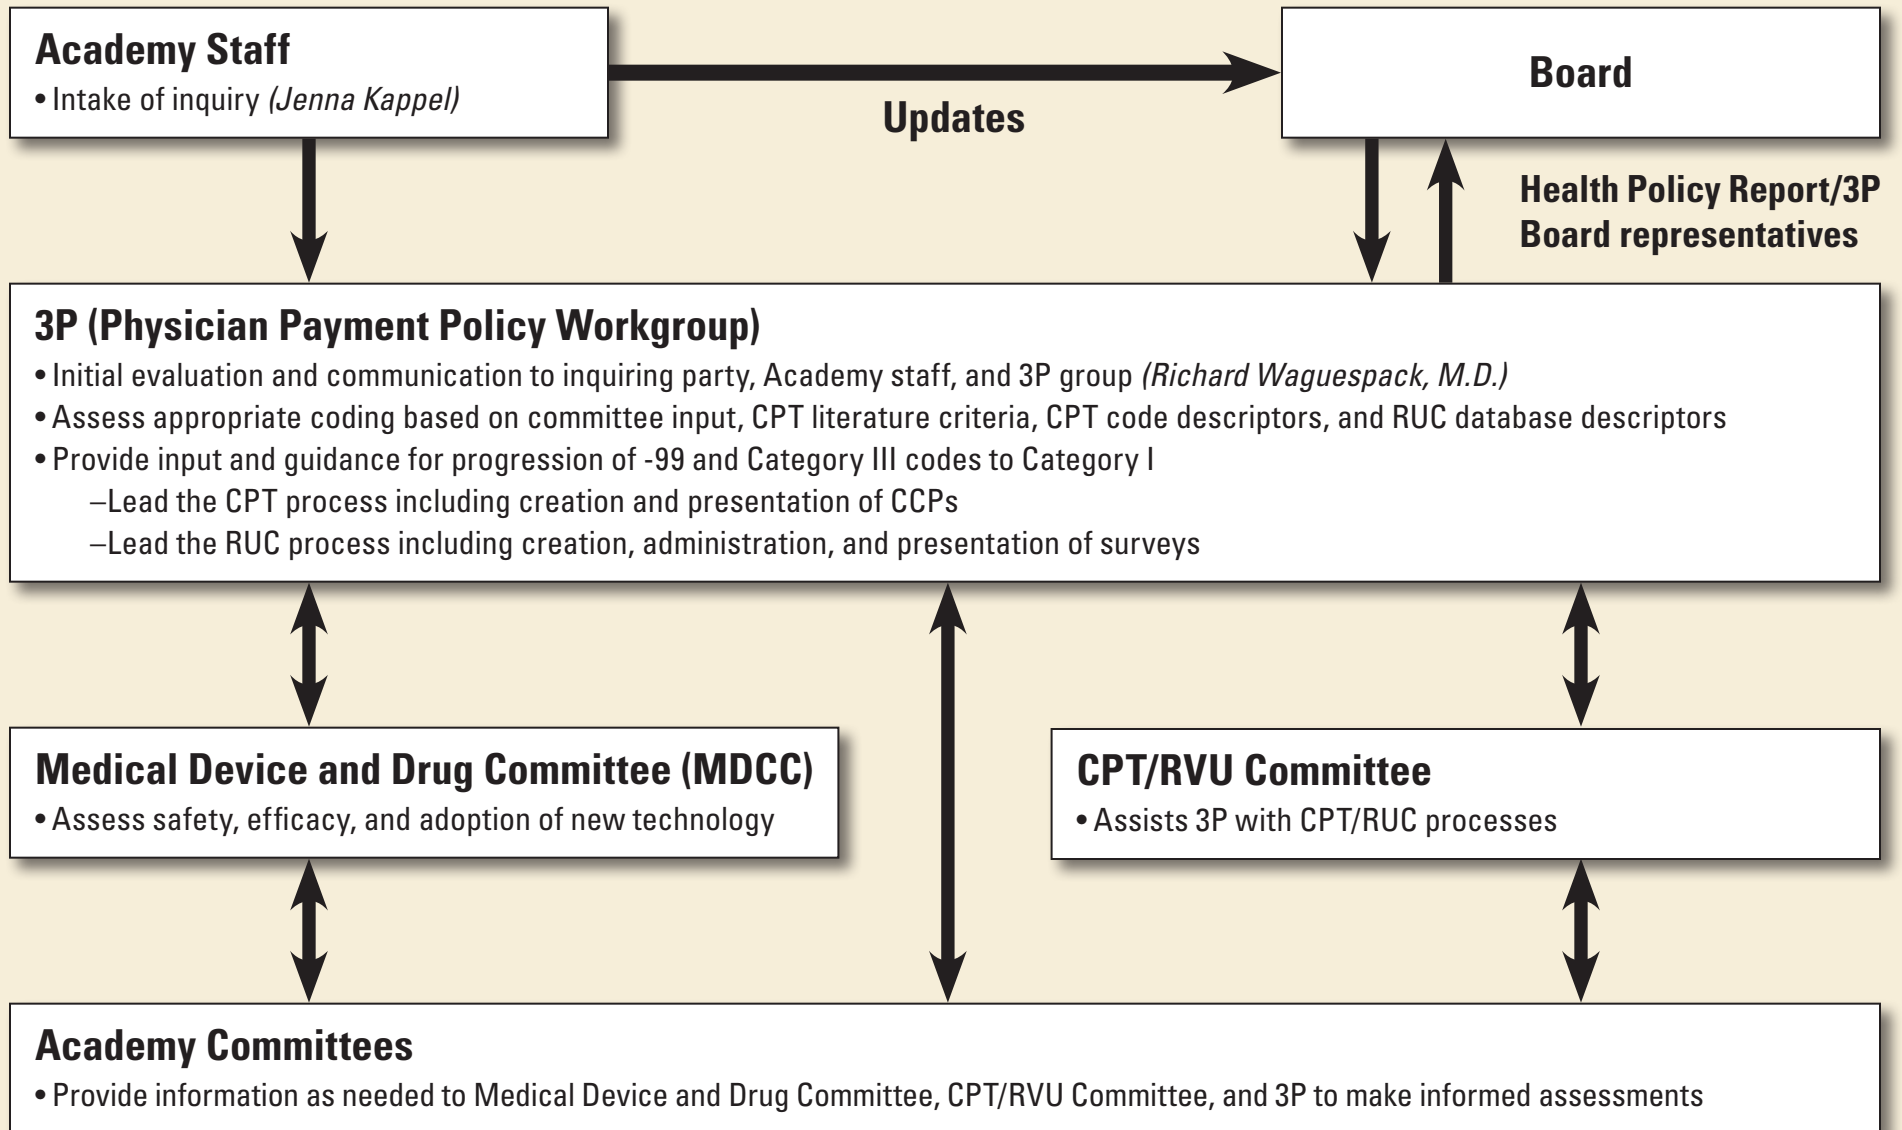 Academy Staff
• Intake of inquiry (Jenna Kappel)
Updates
Board
Health Policy Report/3P
Board representatives
3P (Physician Payment Policy Workgroup)
• Initial evaluation and communication to inquiring party, Academy staff, and 3P group (Richard Waguespack, M.D.)
• Assess appropriate coding based on committee input, CPT literature criteria, CPT code descriptors, and RUC database descriptors
• Provide input and guidance for progression of -99 and Category III codes to Category I
–Lead the CPT process including creation and presentation of CCPs
–Lead the RUC process including creation, administration, and presentation of surveys
Medical Device and Drug Committee (MDCC)
• Assess safety, efficacy, and adoption of new technology
CPT/RVU Committee
• Assists 3P with CPT/RUC processes
Academy Committees
• Provide information as needed to Medical Device and Drug Committee, CPT/RVU Committee, and 3P to make informed assessments